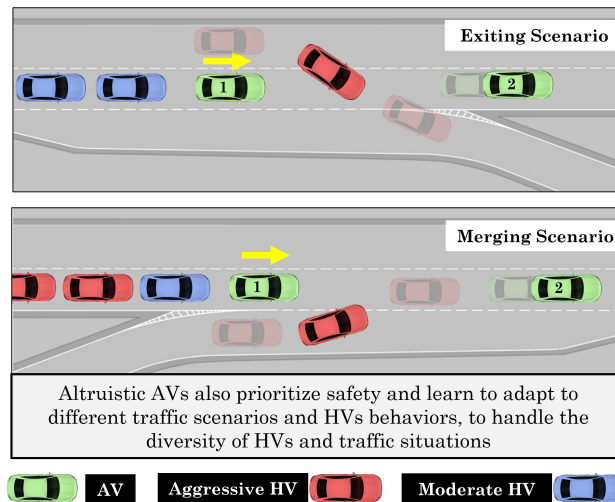 Exiting Scenario
1
2
Merging Scenario
1
2
Altruistic AVs also prioritize safety and learn to adapt to
different traffic scenarios and HVs behaviors, to handle the
diversity of HVs and traffic situations
AV Aggressive HV Moderate HV